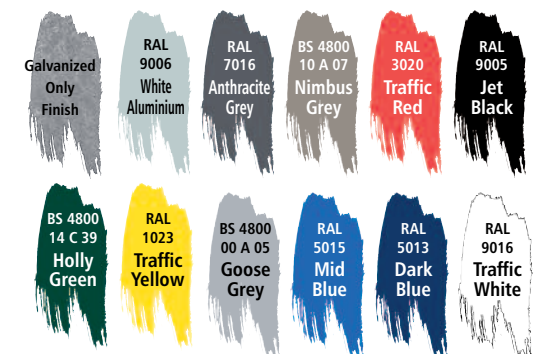 Galvanized
Only
Finish
RAL
9006
White
Aluminium
RAL
7016
Anthracite
Grey
BS 4800
10 A 07
Nimbus
Grey
RAL
3020
Traffic
Red
RAL
9005
Jet
Black
BS 4800
14 C 39
Holly
Green
RAL
1023
Traffic
Yellow
BS 4800
00 A 05
Goose
Grey
RAL
5015
Mid
Blue
RAL
5013
Dark
Blue
RAL
9016
Traffic
White